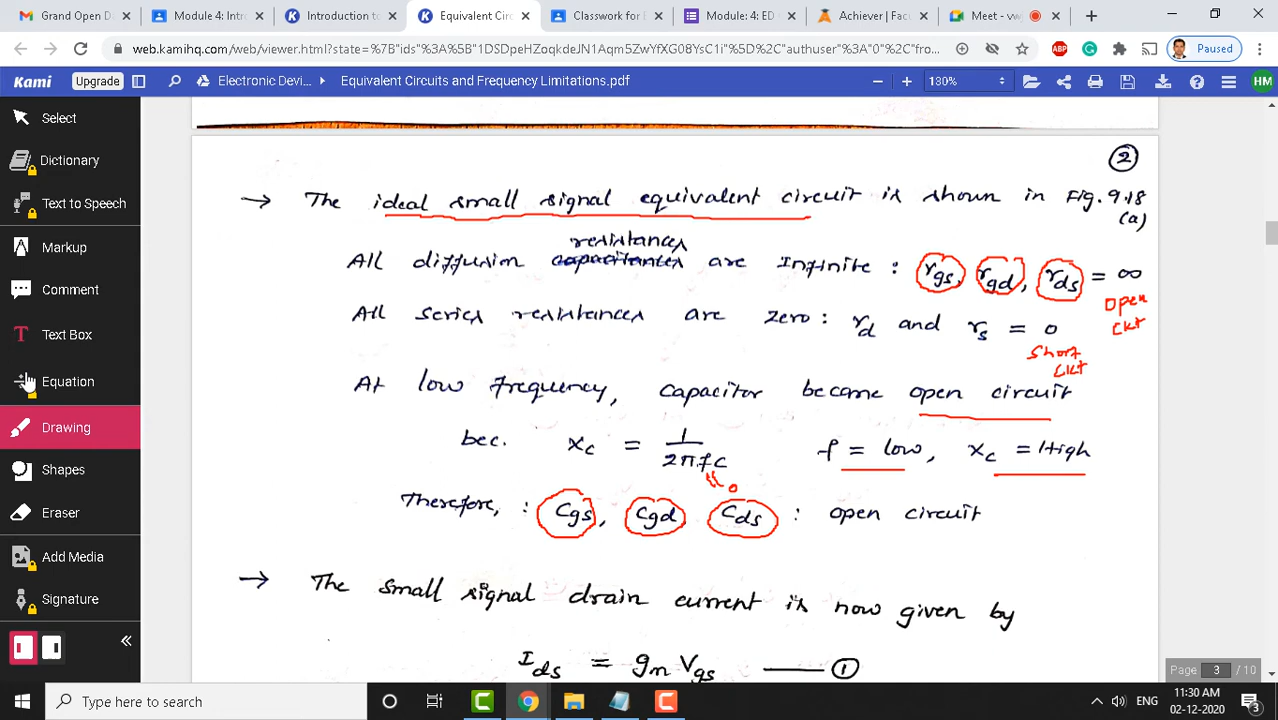 Grand Open D
Module 4: Intr
Introduction to
Equivalent Circ
Classwork for E
Module: 4: ED
Achiever | Facu
Meet - vw
web.kamihq.com/web/viewer.html?state=%7B"ids"%3A%5B"1DSDpeHZoqkdeJN1Aqm5ZwYfXG08YsC1i"%5D%2C"authuser"%3A"0"%2C"fro...
Paused
Kami
Upgrade
Electronic Devi...
Equivalent Circuits and Frequency Limitations.pdf
180%
HM
Select
Dictionary
Text to Speech
Markup
Comment
Text Box
Equation
Drawing
Shapes
Eraser
Add Media
Signature
2
→ The ideal small signal equivalent circuit is shown in Fig. 9.18
(a)
resistances
All diffusion capacitances are Infinite : rgs, rgd, rds = ∞
Open
Ckt
All series resistances are zero : rd and rs = 0
Short
Ckt
At low frequency, capacitor become open circuit
bec. Xc = 1/2πfc f = low, Xc = High
0
Therefore, : Cgs, Cgd Cds : open circuit
→ The small signal drain current is now given by
Ids = gm Vgs —— 1
Page 3 / 10
Type here to search
ENG
11:30 AM
02-12-2020
3